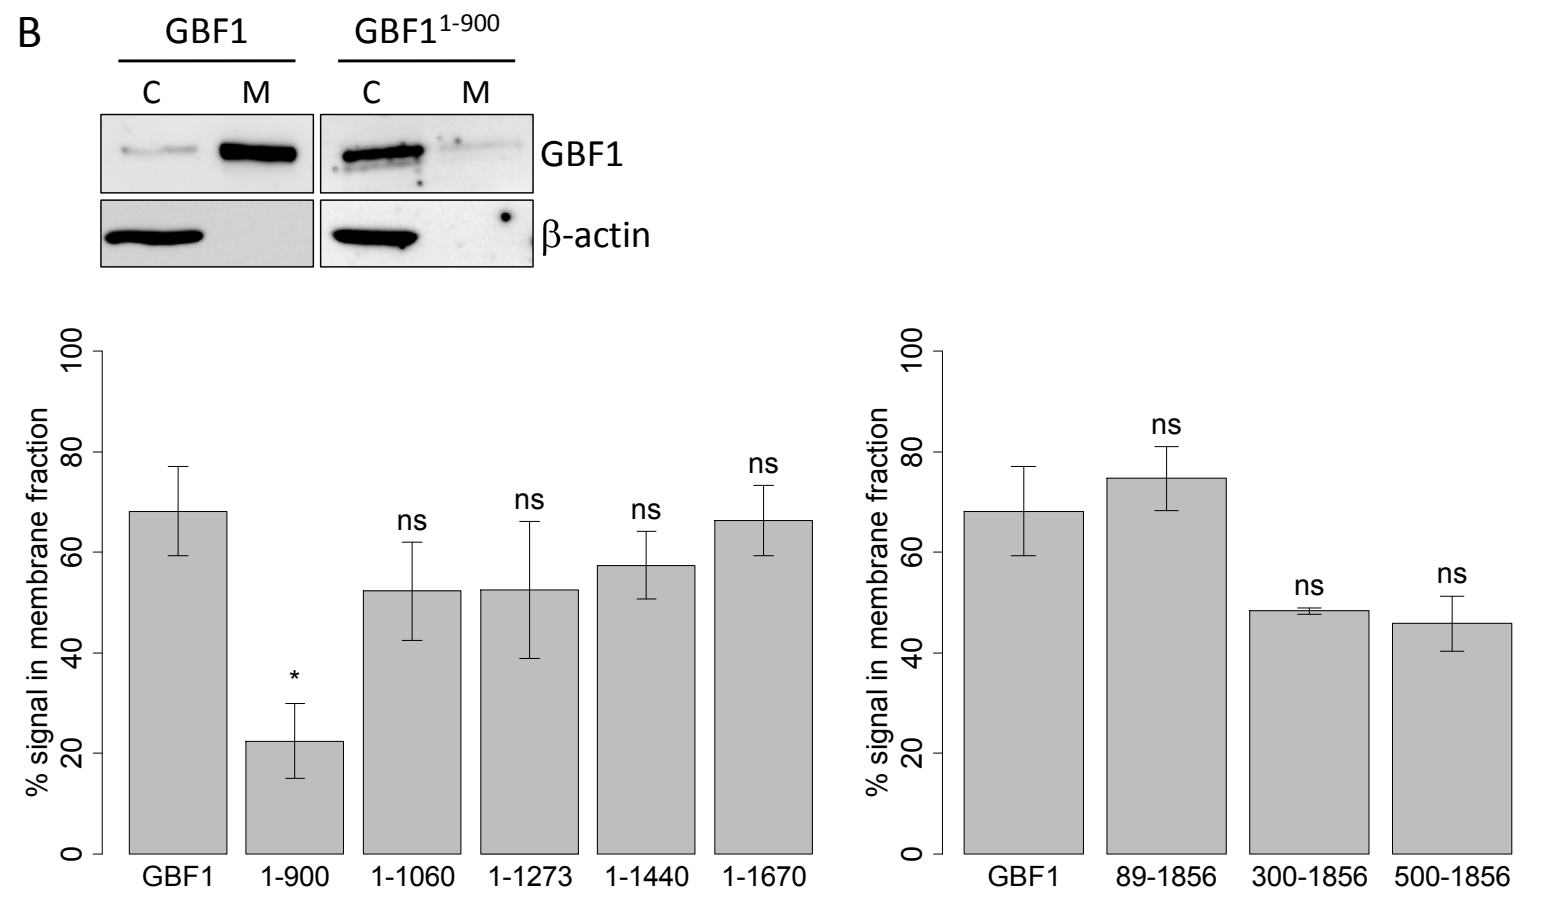 B
GBF1 GBF1¹⁻⁹⁰⁰
C M C M
GBF1
β-actin
% signal in membrane fraction
100
80
60
40
20
0
*
ns
ns
ns
ns
GBF1 1-900 1-1060 1-1273 1-1440 1-1670
% signal in membrane fraction
100
80
60
40
20
0
ns
ns
ns
GBF1 89-1856 300-1856 500-1856